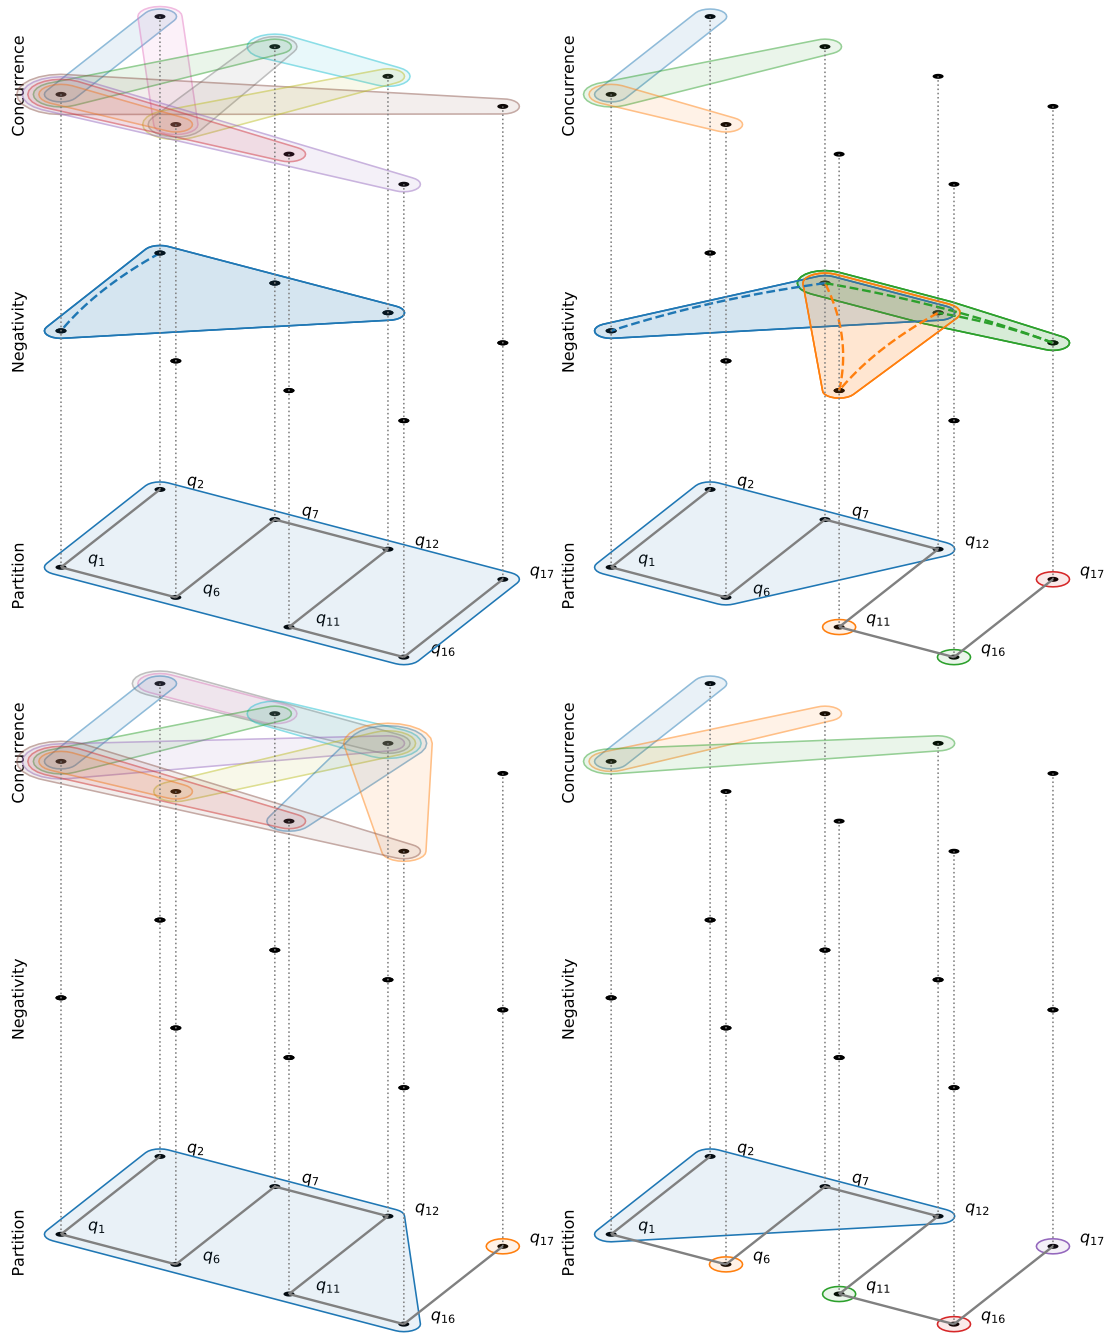 Concurrence
Negativity
Partition
q1
q2
q6
q7
q11
q12
q16
q17
Concurrence
Negativity
Partition
q1
q2
q6
q7
q11
q12
q16
q17
Concurrence
Negativity
Partition
q1
q2
q6
q7
q11
q12
q16
q17
Concurrence
Negativity
Partition
q1
q2
q6
q7
q11
q12
q16
q17